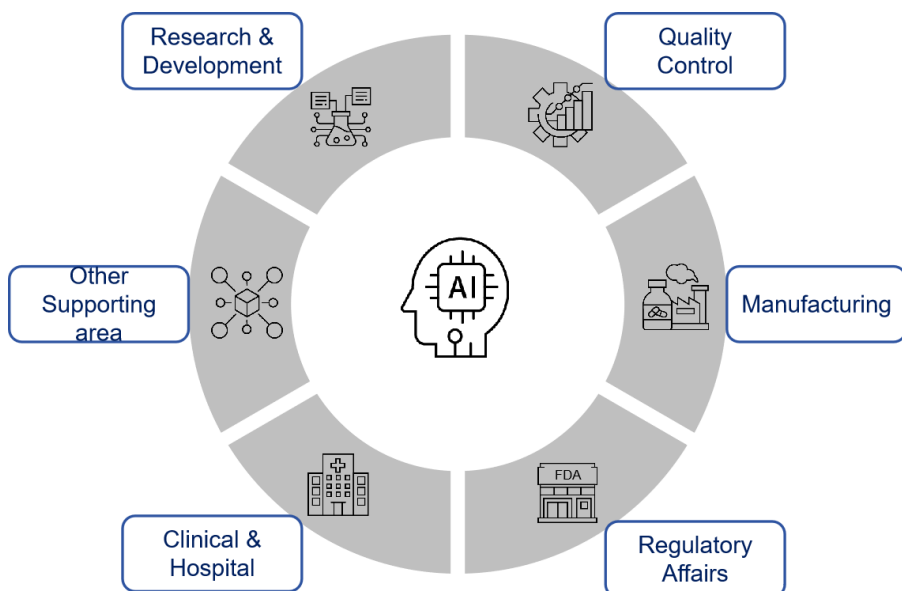 Research &
Development
Quality
Control
Other
Supporting
area
AI
Manufacturing
FDA
Clinical &
Hospital
Regulatory
Affairs